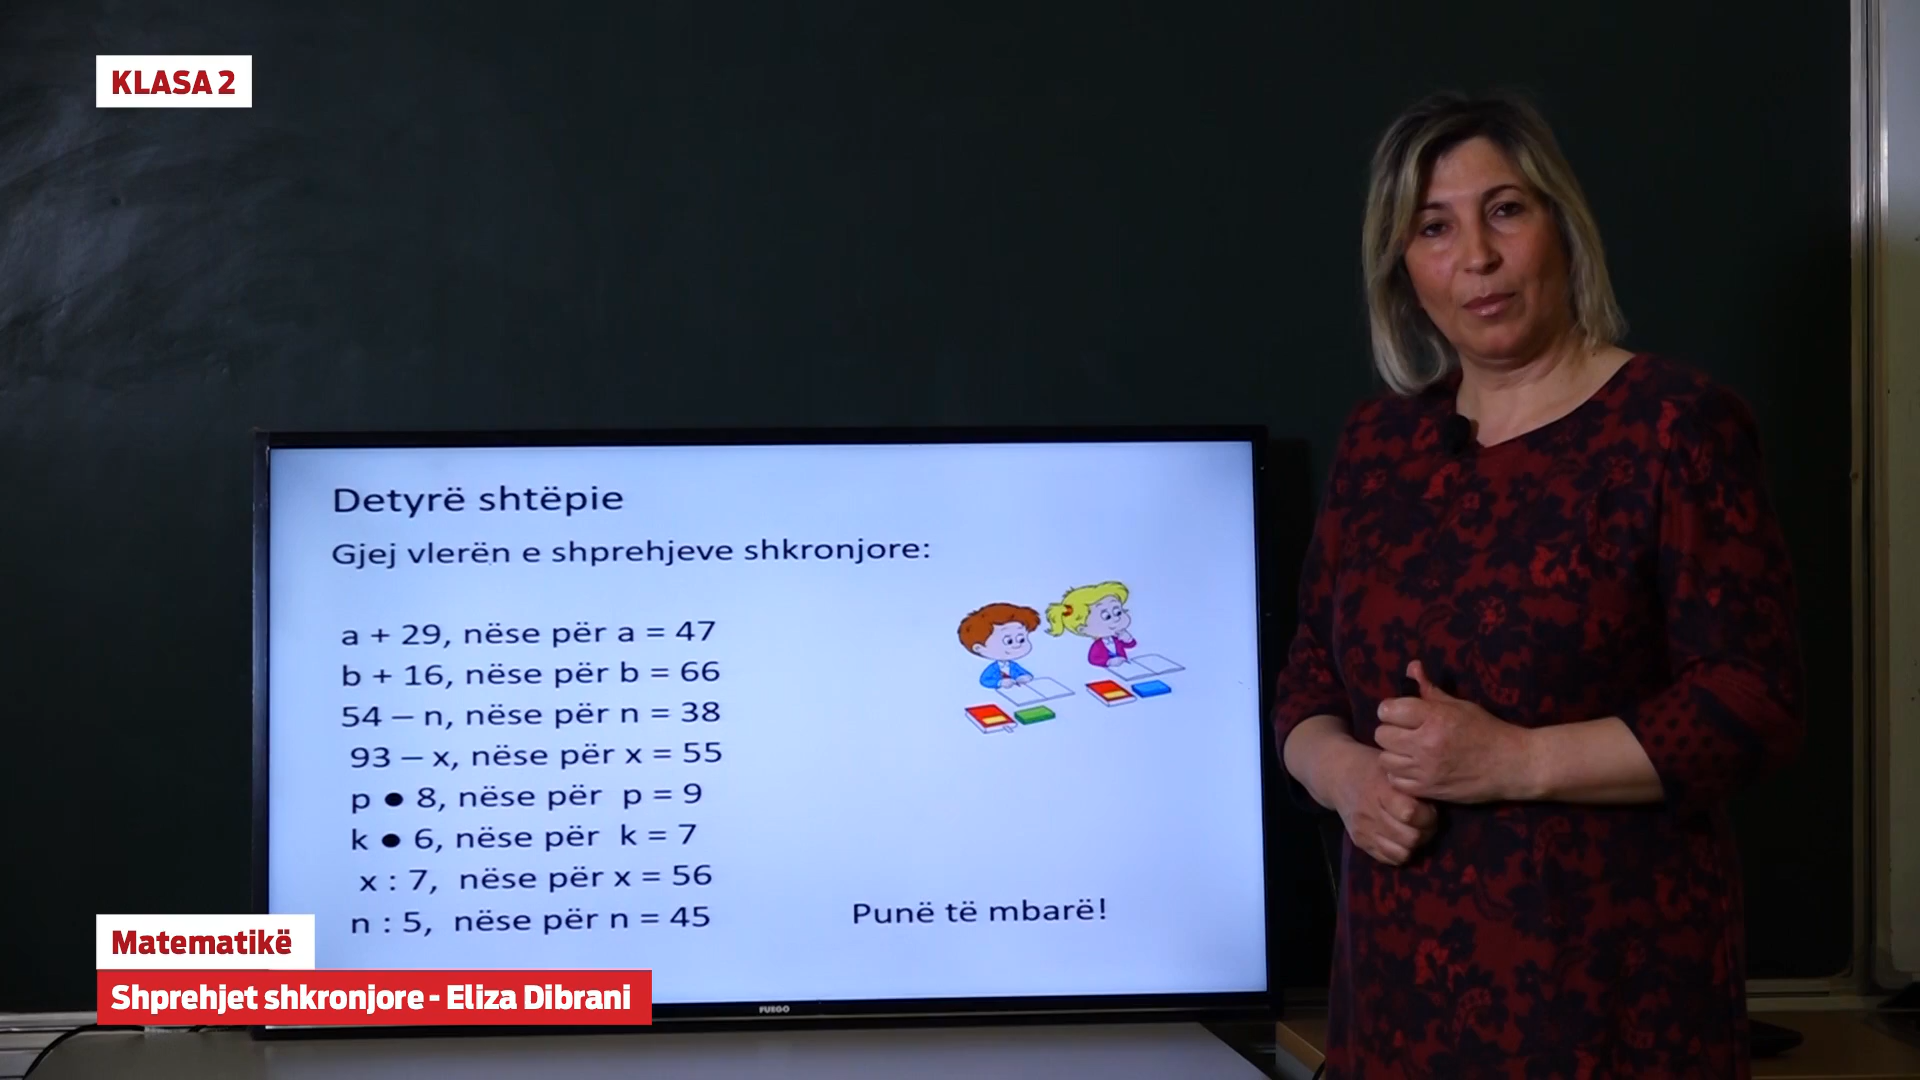 KLASA 2
Detyrë shtëpie
Gjej vlerën e shprehjeve shkronjore:
a + 29, nëse për a = 47
b + 16, nëse për b = 66
54 – n, nëse për n = 38
93 – x, nëse për x = 55
p ● 8, nëse për p = 9
k ● 6, nëse për k = 7
x : 7, nëse për x = 56
n : 5, nëse për n = 45
Punë të mbarë!
Matematikë
Shprehjet shkronjore - Eliza Dibrani
FUEGO